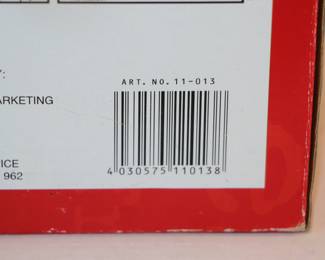 Y:
ART. NO. 11-013
ARKETING
ICE
962
4 030575 110138